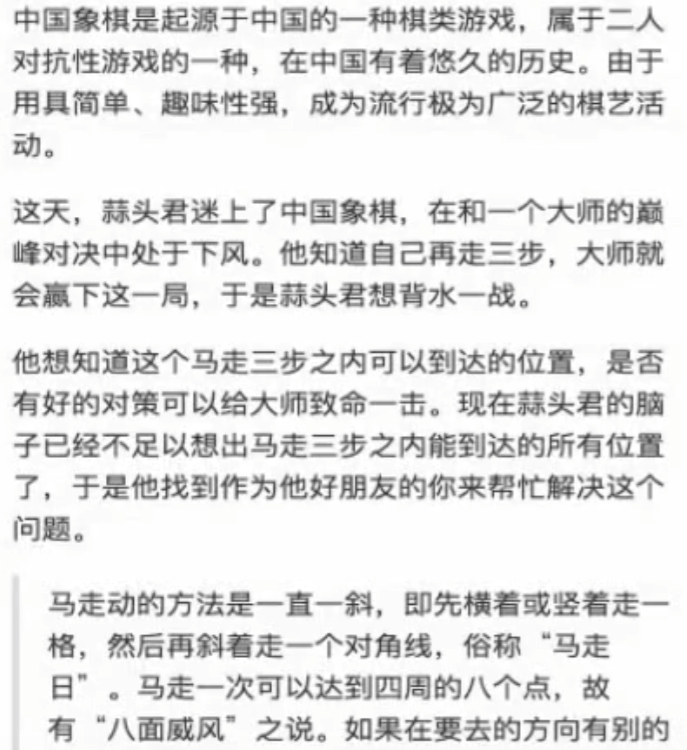 中国象棋是起源于中国的一种棋类游戏，属于二人
对抗性游戏的一种，在中国有着悠久的历史。由于
用具简单、趣味性强，成为流行极为广泛的棋艺活
动。
这天，蒜头君迷上了中国象棋，在和一个大师的巅
峰对决中处于下风。他知道自己再走三步，大师就
会赢下这一局，于是蒜头君想背水一战。
他想知道这个马走三步之内可以到达的位置，是否
有好的对策可以给大师致命一击。现在蒜头君的脑
子已经不足以想出马走三步之内能到达的所有位置
了，于是他找到作为他好朋友的你来帮忙解决这个
问题。
马走动的方法是一直一斜，即先横着或竖着走一
格，然后再斜着走一个对角线，俗称“马走
日”。马走一次可以达到四周的八个点，故
有“八面威风”之说。如果在要去的方向有别的